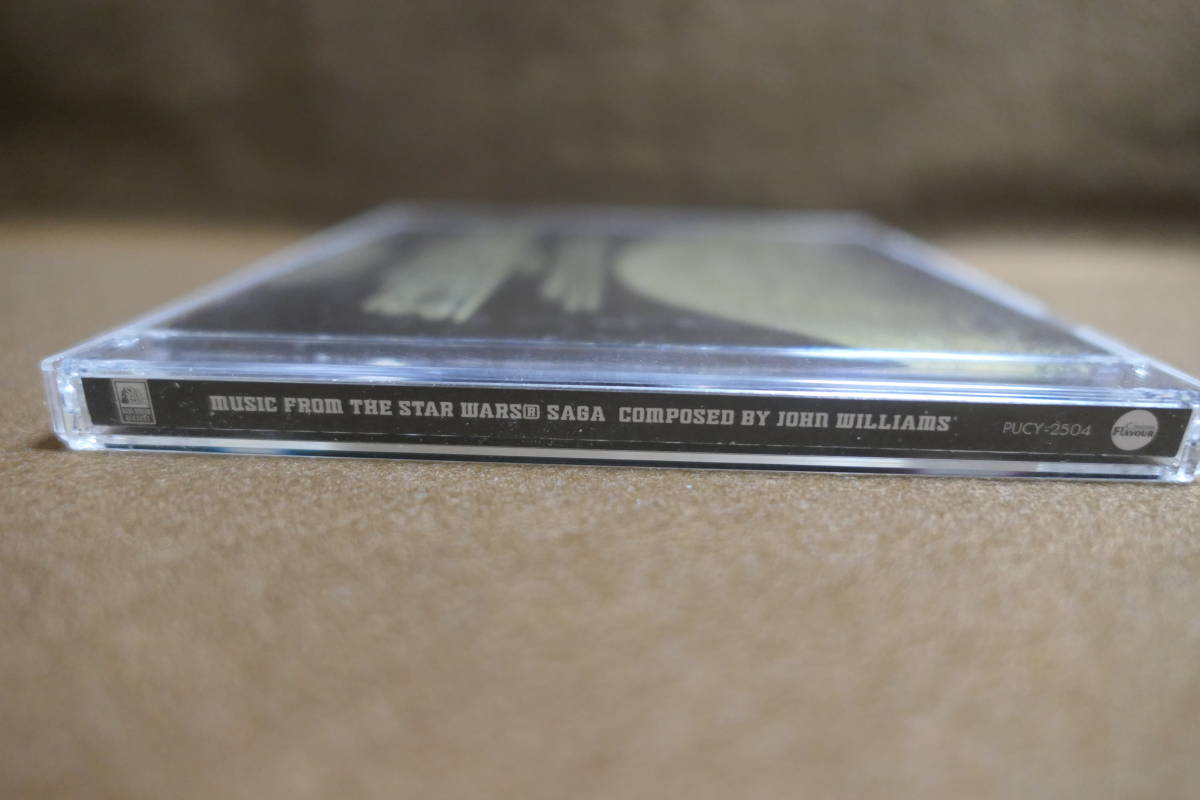 MUSIC FROM THE STAR WARS® SAGA COMPOSED BY JOHN WILLIAMS
PUCY-2504
FLAVOUR